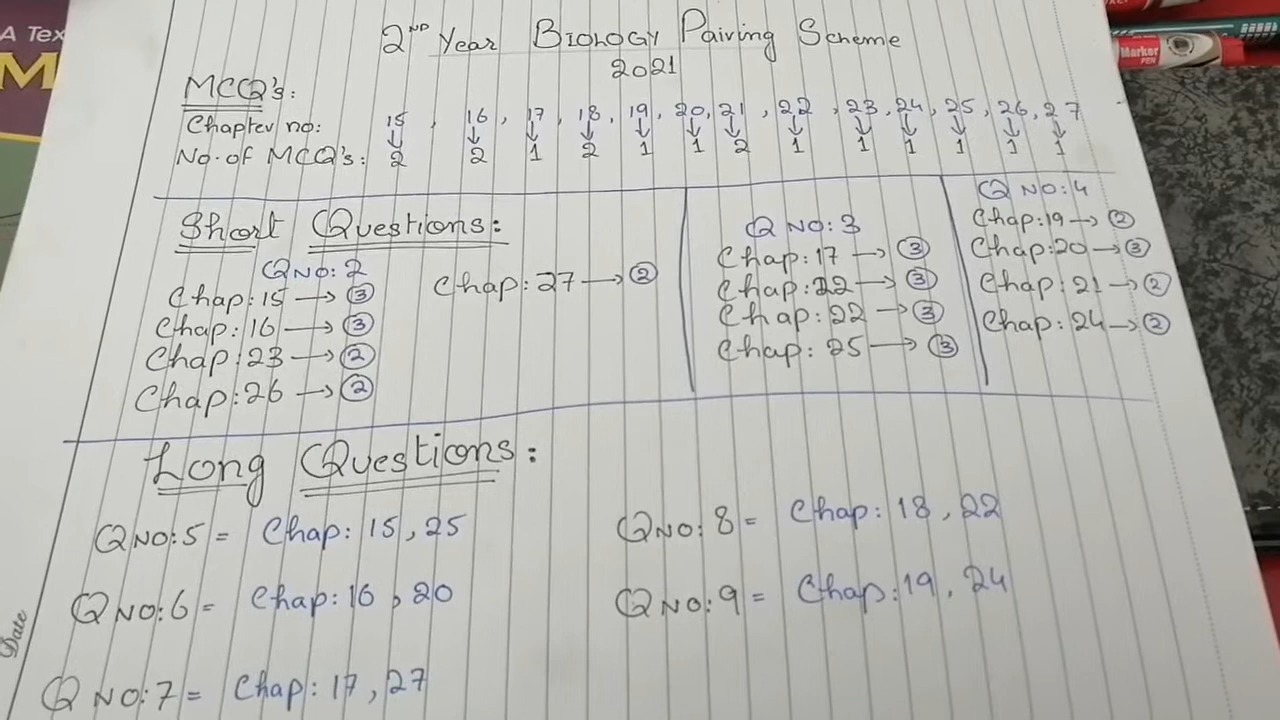 A Tex
M
Marker
PEN
2ND Year Biology Pairing Scheme
2021
MCQ's:
Chapter no: 15, 16, 17, 18, 19, 20, 21, 22, 23, 24, 25, 26, 27
↓ ↓ ↓ ↓ ↓ ↓ ↓ ↓ ↓ ↓ ↓ ↓ ↓
No. of MCQ's: 2 2 1 2 1 1 2 1 1 1 1 1 1
Short Questions:
Q NO: 2
Chap: 15 → 3
Chap: 16 → 3
Chap: 23 → 2
Chap: 26 → 2
Chap: 27 → 2
Q NO: 3
Chap: 17 → 3
Chap: 22 → 3
Chap: 22 → 3
Chap: 25 → 3
Q NO: 4
Chap: 19 → 2
Chap: 20 → 3
Chap: 21 → 2
Chap: 24 → 2
Long Questions:
Q NO: 5 = Chap: 15, 25
Q NO: 6 = Chap: 16, 20
Q NO: 7 = Chap: 17, 27
Q NO: 8 = Chap: 18, 22
Q NO: 9 = Chap: 19, 24
Date